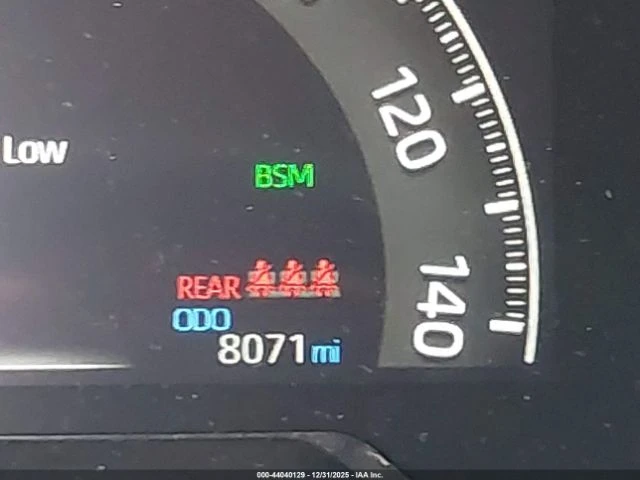 120
Low
BSM
140
REAR
ODO
8071 mi
000-44040129 - 12/31/2025 - IAA Inc.